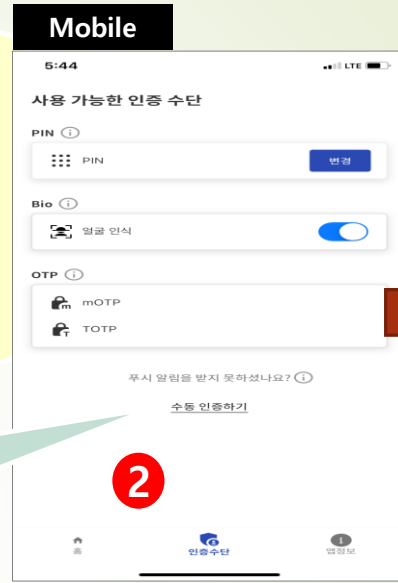 Mobile
5:44
LTE
사용 가능한 인증 수단
PIN
PIN
변경
Bio
얼굴 인식
OTP
m mOTP
T TOTP
푸시 알림을 받지 못하셨나요?
수동 인증하기
2
홈 인증수단 앱정보